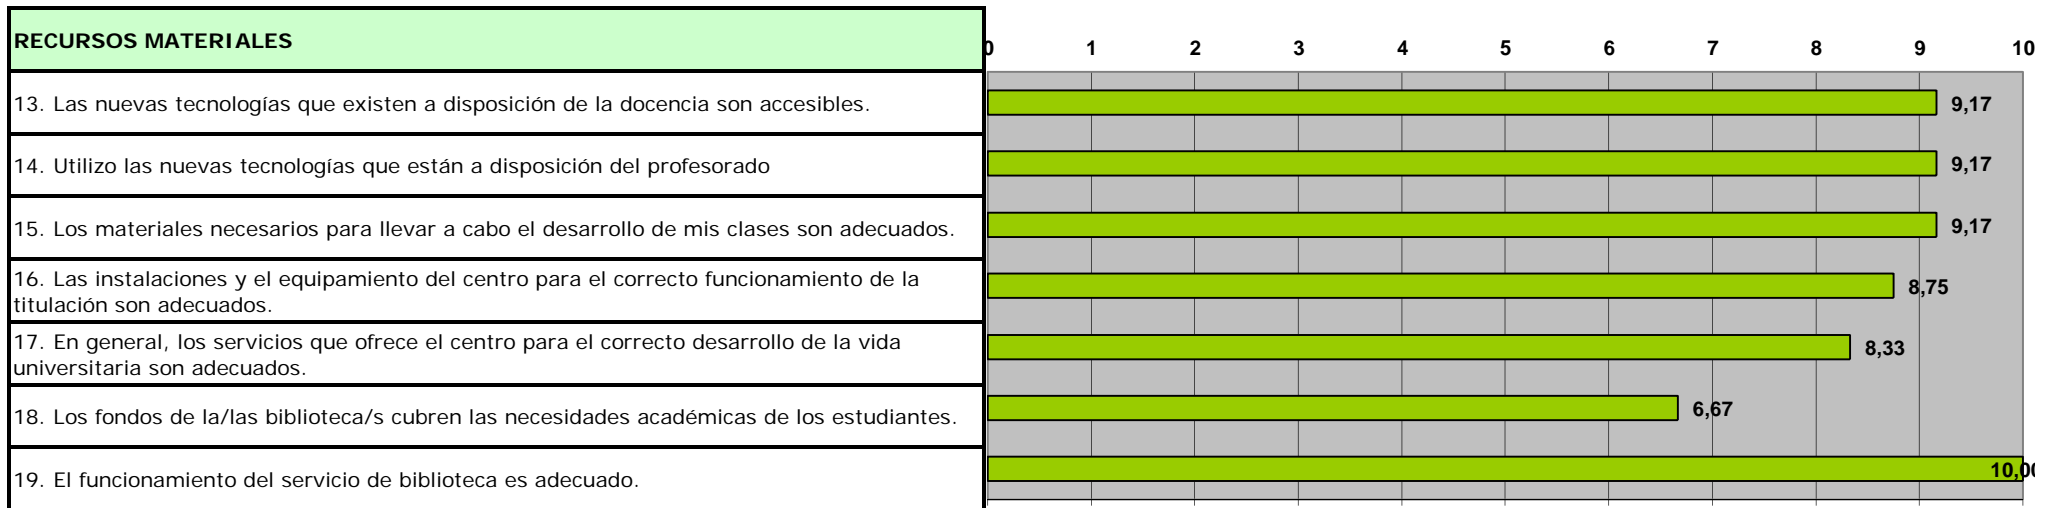 RECURSOS MATERIALES
0 1 2 3 4 5 6 7 8 9 10
13. Las nuevas tecnologías que existen a disposición de la docencia son accesibles.
9,17
14. Utilizo las nuevas tecnologías que están a disposición del profesorado
9,17
15. Los materiales necesarios para llevar a cabo el desarrollo de mis clases son adecuados.
9,17
16. Las instalaciones y el equipamiento del centro para el correcto funcionamiento de la
titulación son adecuados.
8,75
17. En general, los servicios que ofrece el centro para el correcto desarrollo de la vida
universitaria son adecuados.
8,33
18. Los fondos de la/las biblioteca/s cubren las necesidades académicas de los estudiantes.
6,67
19. El funcionamiento del servicio de biblioteca es adecuado.
10,00